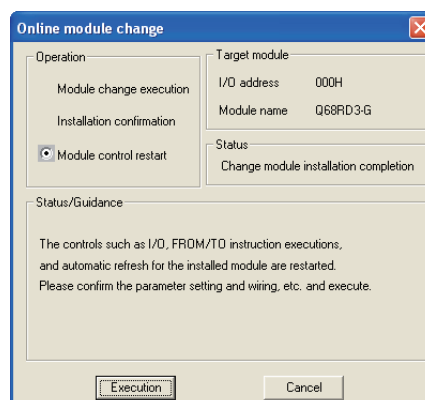 Online module change
Operation
Module change execution
Installation confirmation
Module control restart
Target module
I/O address 000H
Module name Q68RD3-G
Status
Change module installation completion
Status/Guidance
The controls such as I/O, FROM/TO instruction executions,
and automatic refresh for the installed module are restarted.
Please confirm the parameter setting and wiring, etc. and execute.
Execution
Cancel